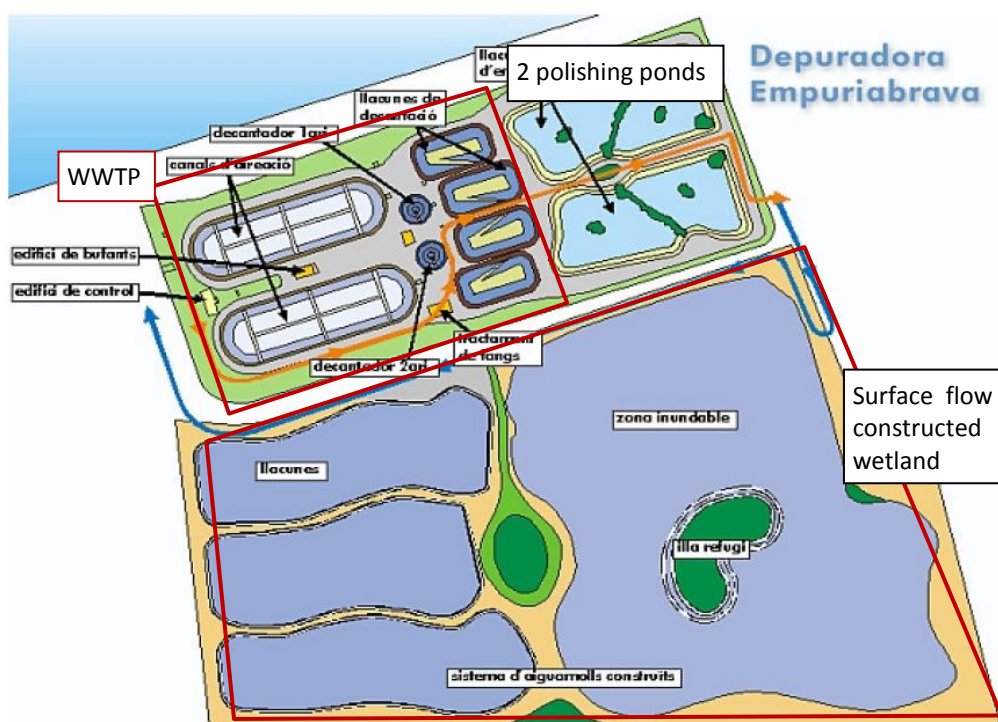 Depuradora
Empuriabrava
2 polishing ponds
llacunes de
decantació
decantador 1ari
canals d'aireació
WWTP
edifici de bufants
edifici de control
tractament
de fangs
decantador 2ari
Surface flow
constructed
wetland
zona inundable
llacunes
illa refugi
sistema d'aiguamolls construïts